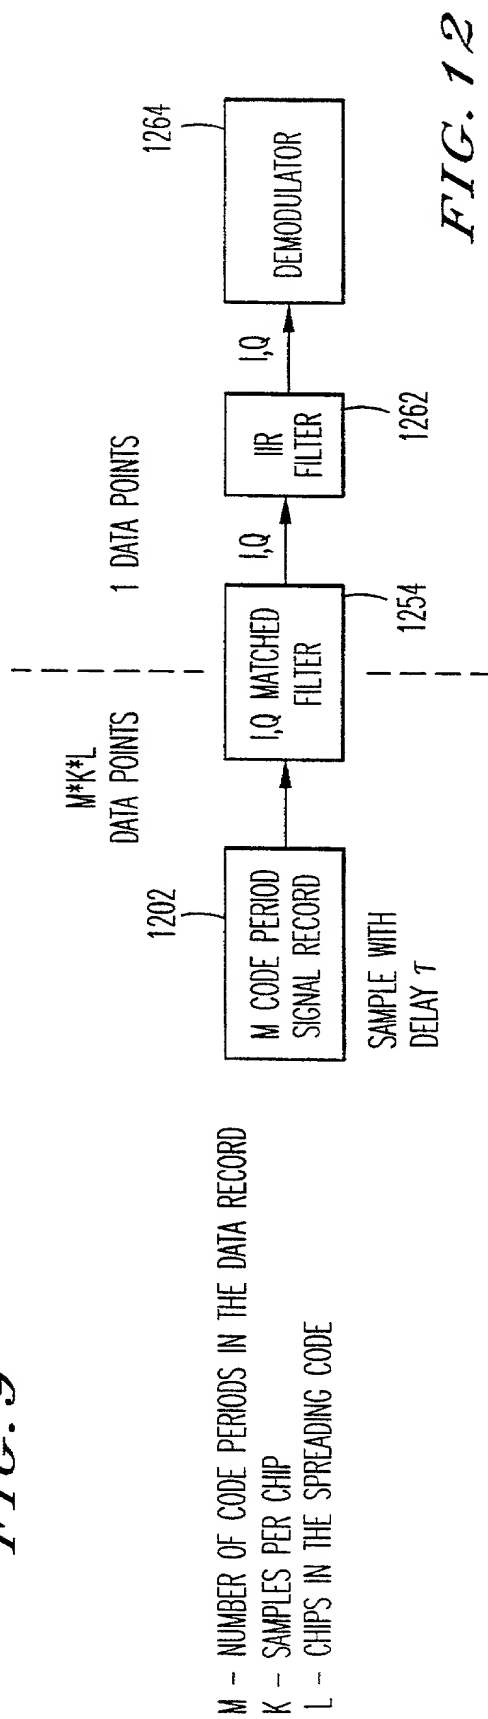 FIG. 9
M - NUMBER OF CODE PERIODS IN THE DATA RECORD
K - SAMPLES PER CHIP
L - CHIPS IN THE SPREADING CODE
M*K*L
DATA POINTS
1 DATA POINTS
1202
M CODE PERIOD
SIGNAL RECORD
SAMPLE WITH
DELAY τ
I,Q MATCHED
FILTER
1254
I,Q
IIR
FILTER
1262
I,Q
DEMODULATOR
1264
FIG. 12